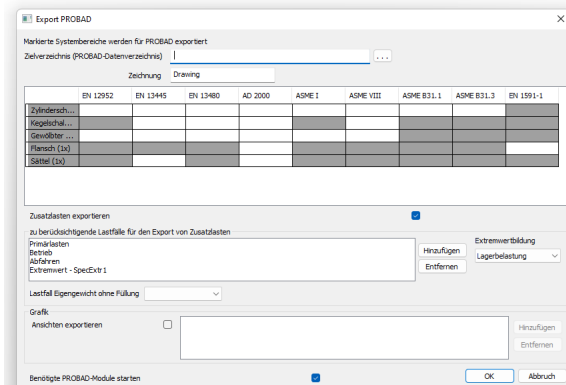 Export PROBAD
Markierte Systembereiche werden für PROBAD exportiert
Zielverzeichnis (PROBAD-Datenverzeichnis)
...
Zeichnung Drawing
EN 12952 EN 13445 EN 13480 AD 2000 ASME I ASME VIII ASME B31.1 ASME B31.3 EN 1591-1
Zylindersch...
Kegelschal...
Gewölbter ...
Flansch (1x)
Sättel (1x)
Zusatzlasten exportieren
zu berücksichtigende Lastfälle für den Export von Zusatzlasten
Primärlasten
Betrieb
Abfahren
Extremwert - SpecExtr1
Hinzufügen
Entfernen
Extremwertbildung
Lagerbelastung
Lastfall Eigengewicht ohne Füllung
Grafik
Ansichten exportieren
Hinzufügen
Entfernen
Benötigte PROBAD-Module starten
OK Abbruch